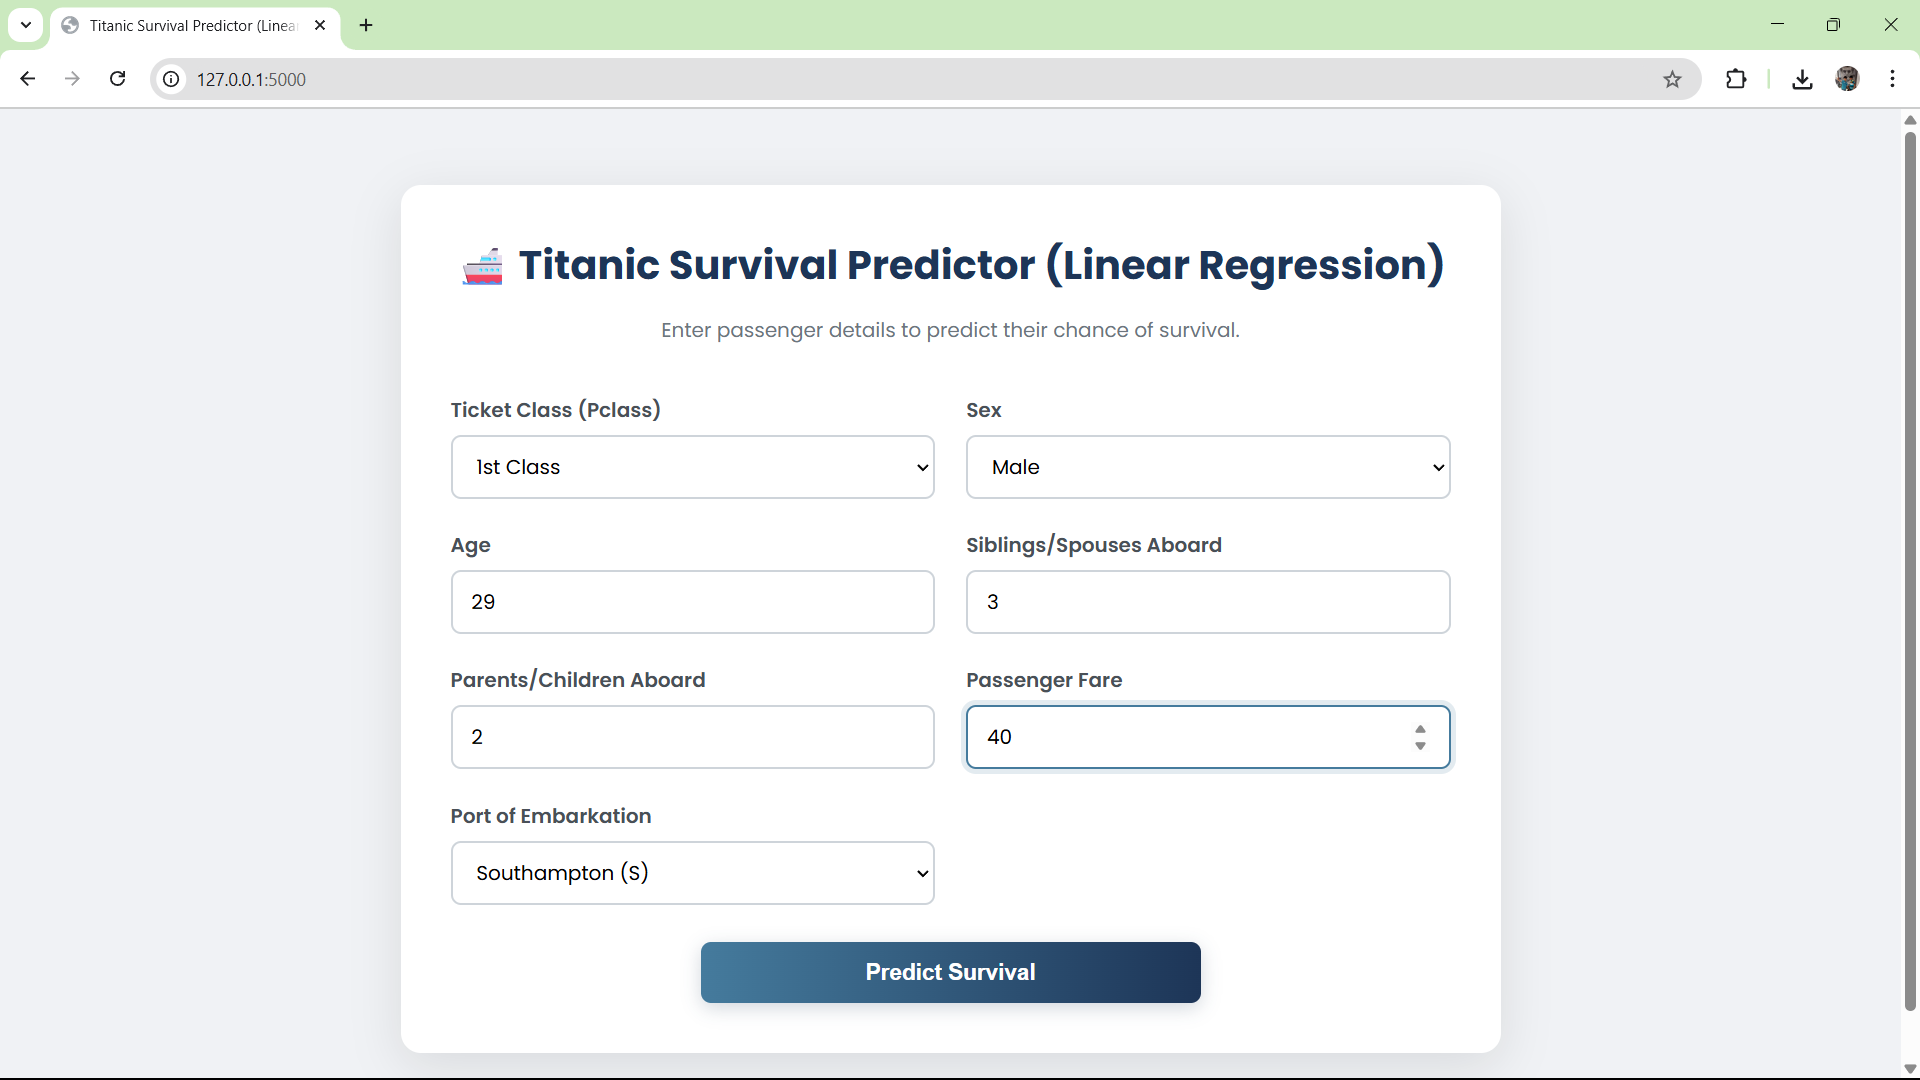 Titanic Survival Predictor (Linear
127.0.0.1:5000
Titanic Survival Predictor (Linear Regression)
Enter passenger details to predict their chance of survival.
Ticket Class (Pclass)
Sex
1st Class
Male
Age
Siblings/Spouses Aboard
29
3
Parents/Children Aboard
Passenger Fare
2
40
Port of Embarkation
Southampton (S)
Predict Survival